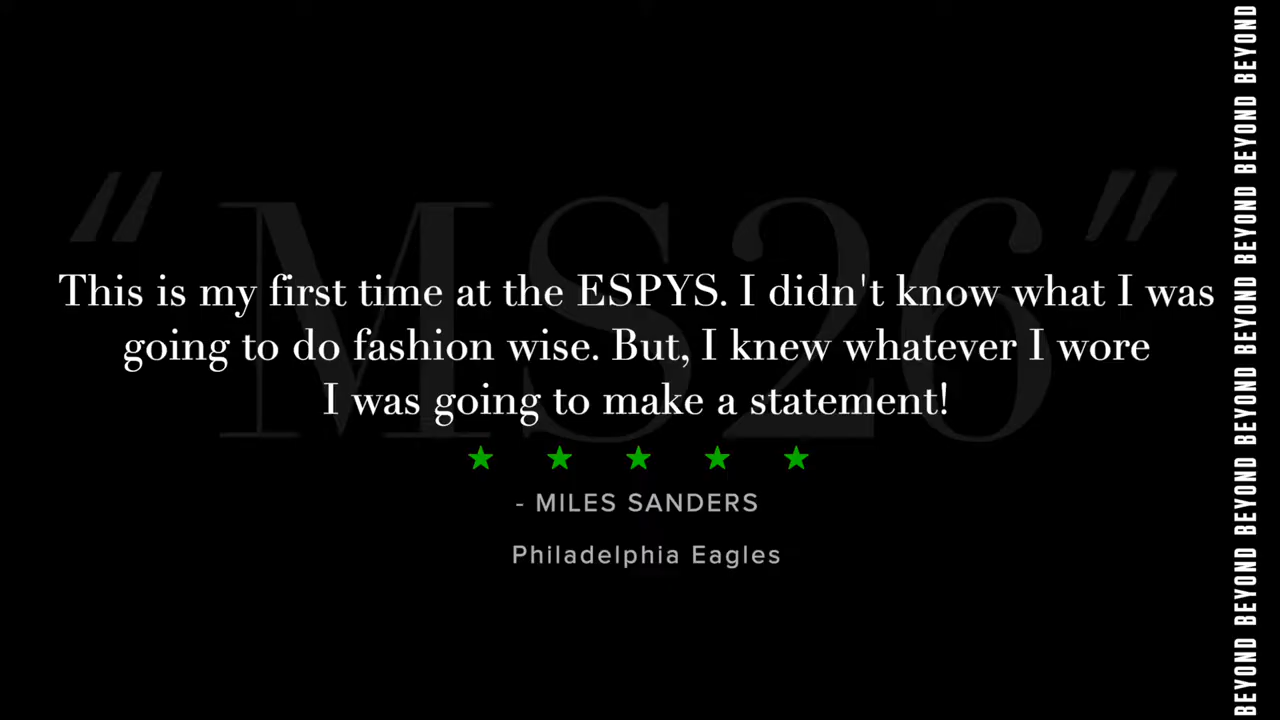 “MS26”
This is my first time at the ESPYS. I didn't know what I was
going to do fashion wise. But, I knew whatever I wore
I was going to make a statement!
★ ★ ★ ★ ★
- MILES SANDERS
Philadelphia Eagles
BEYOND BEYOND BEYOND BEYOND BEYOND BEYOND BEYOND BEYOND